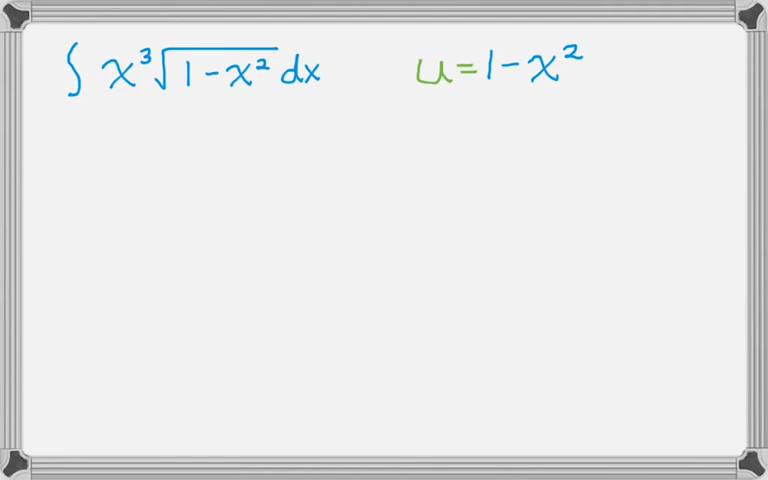 ∫ x³√(1-x²) dx  u=1-x²